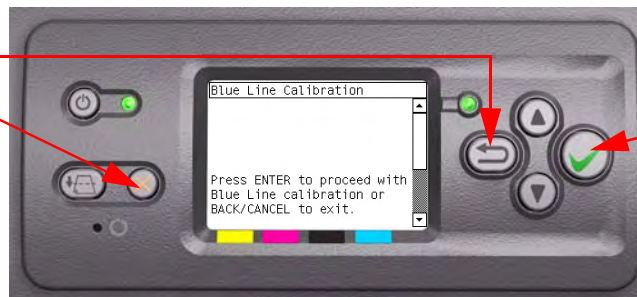 Blue Line Calibration
Press ENTER to proceed with
Blue Line calibration or
BACK/CANCEL to exit.